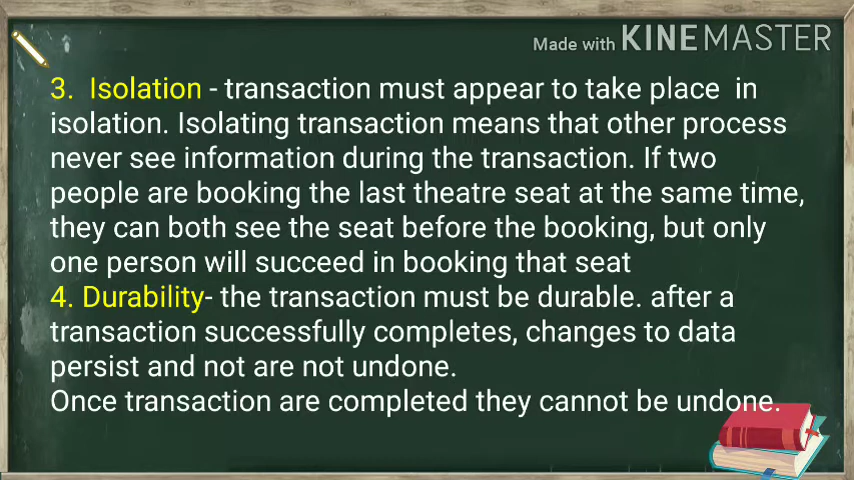 Made with KINEMASTER
3. Isolation - transaction must appear to take place in
isolation. Isolating transaction means that other process
never see information during the transaction. If two
people are booking the last theatre seat at the same time,
they can both see the seat before the booking, but only
one person will succeed in booking that seat
4. Durability- the transaction must be durable. after a
transaction successfully completes, changes to data
persist and not are not undone.
Once transaction are completed they cannot be undone.